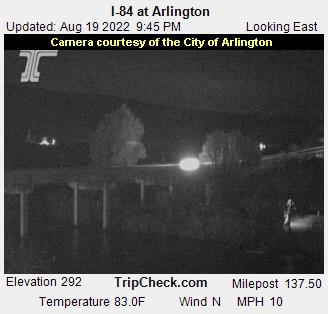 I-84 at Arlington
Updated: Aug 19 2022 9:45 PM Looking East
Camera courtesy of the City of Arlington
Elevation 292 TripCheck.com Milepost 137.50
Temperature 83.0F Wind N MPH 10